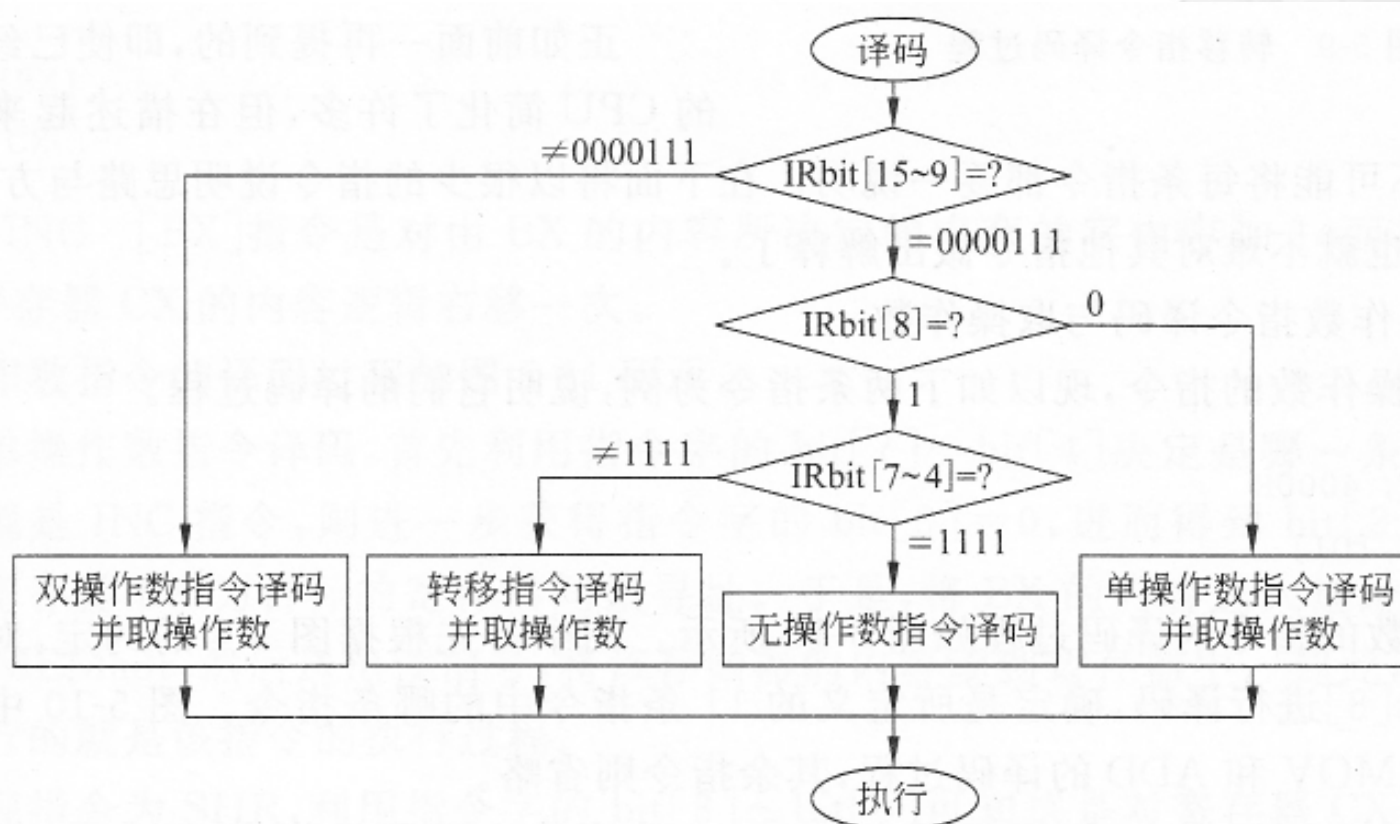 译码
IRbit[15~9]=?
≠0000111
=0000111
IRbit[8]=?
0
1
IRbit[7~4]=?
≠1111
=1111
双操作数指令译码
并取操作数
转移指令译码
并取操作数
无操作数指令译码
单操作数指令译码
并取操作数
执行